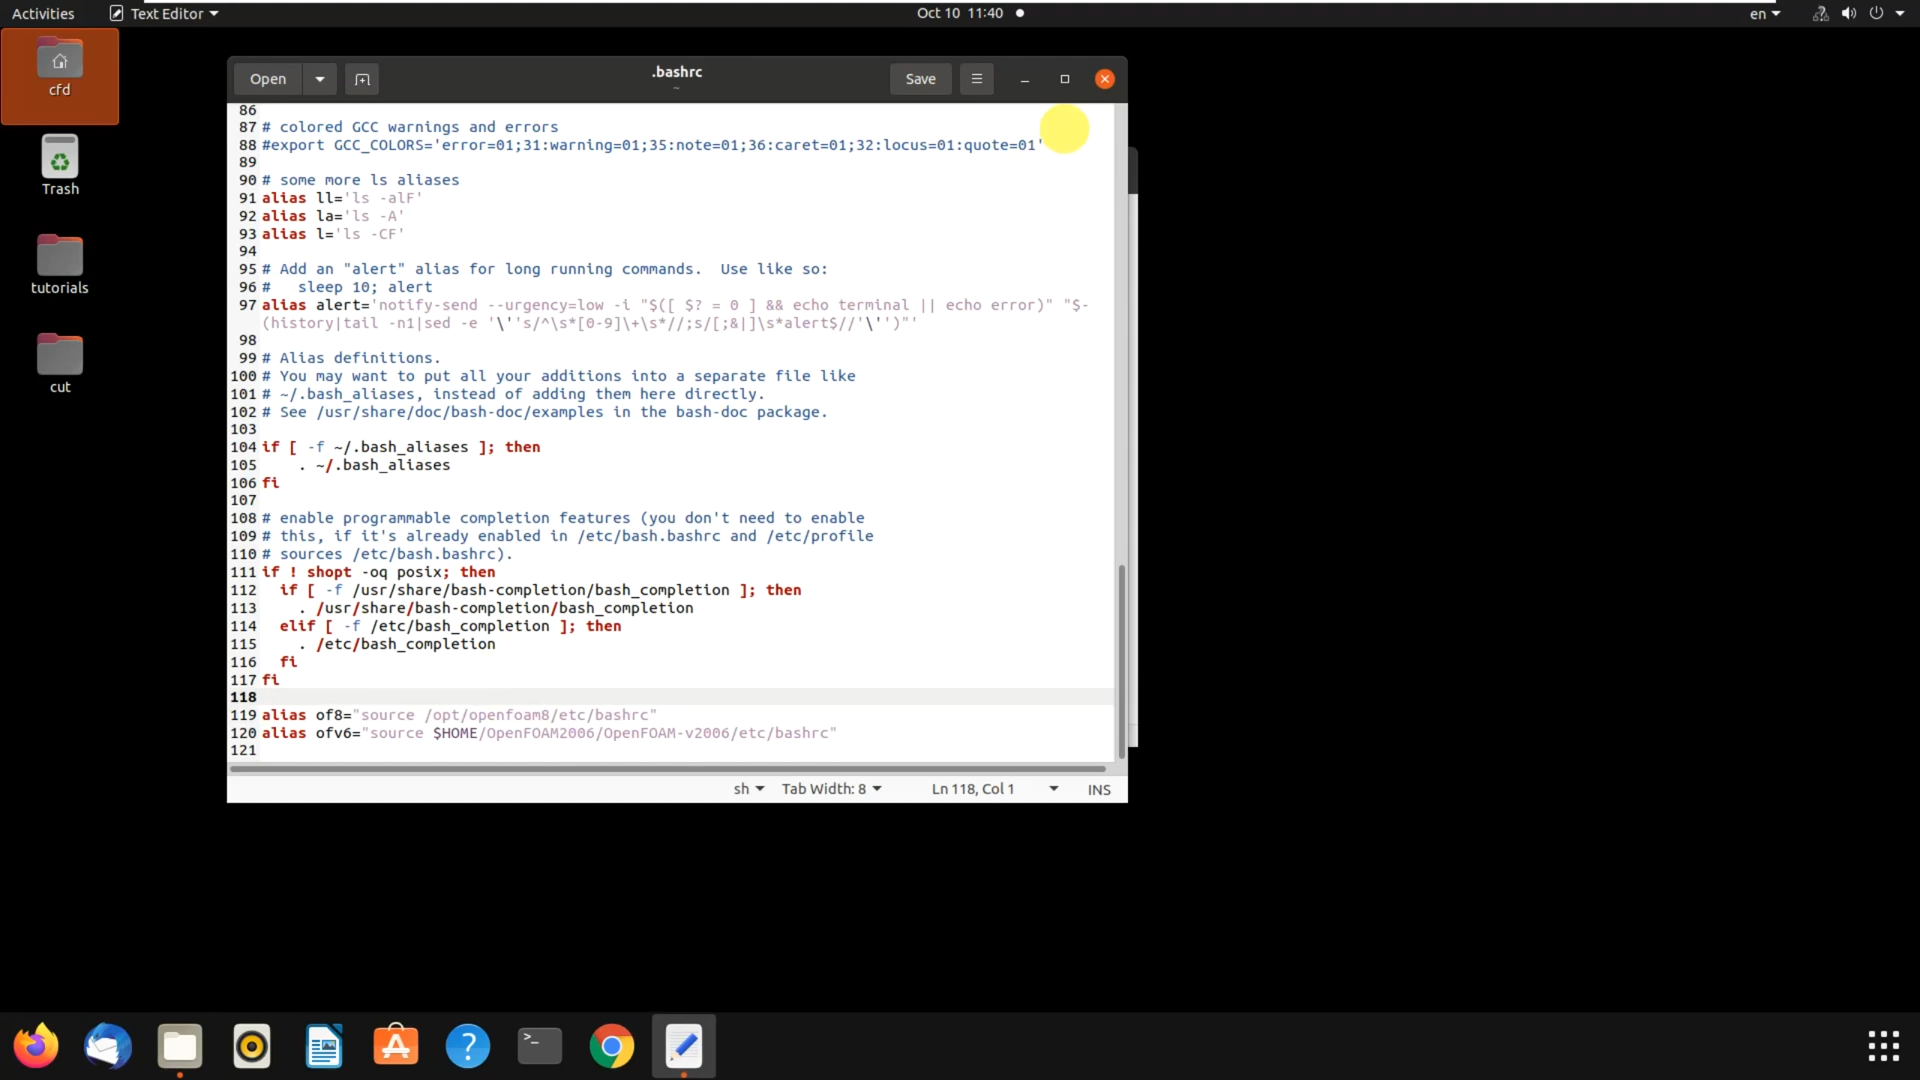 Activities
Text Editor
Oct 10 11:40
en
cfd
Trash
tutorials
cut
Open
.bashrc
~
Save
86
87 # colored GCC warnings and errors
88 #export GCC_COLORS='error=01;31:warning=01;35:note=01;36:caret=01;32:locus=01:quote=01'
89
90 # some more ls aliases
91 alias ll='ls -alF'
92 alias la='ls -A'
93 alias l='ls -CF'
94
95 # Add an "alert" alias for long running commands.  Use like so:
96 #   sleep 10; alert
97 alias alert='notify-send --urgency=low -i "$([ $? = 0 ] && echo terminal || echo error)" "$-
(history|tail -n1|sed -e '\''s/^\s*[0-9]\+\s*//;s/[;&|]\s*alert$//'\'')"'
98
99 # Alias definitions.
100 # You may want to put all your additions into a separate file like
101 # ~/.bash_aliases, instead of adding them here directly.
102 # See /usr/share/doc/bash-doc/examples in the bash-doc package.
103
104 if [ -f ~/.bash_aliases ]; then
105     . ~/.bash_aliases
106 fi
107
108 # enable programmable completion features (you don't need to enable
109 # this, if it's already enabled in /etc/bash.bashrc and /etc/profile
110 # sources /etc/bash.bashrc).
111 if ! shopt -oq posix; then
112   if [ -f /usr/share/bash-completion/bash_completion ]; then
113     . /usr/share/bash-completion/bash_completion
114   elif [ -f /etc/bash_completion ]; then
115     . /etc/bash_completion
116   fi
117 fi
118
119 alias of8="source /opt/openfoam8/etc/bashrc"
120 alias ofv6="source $HOME/OpenFOAM2006/OpenFOAM-v2006/etc/bashrc"
121
sh
Tab Width: 8
Ln 118, Col 1
INS